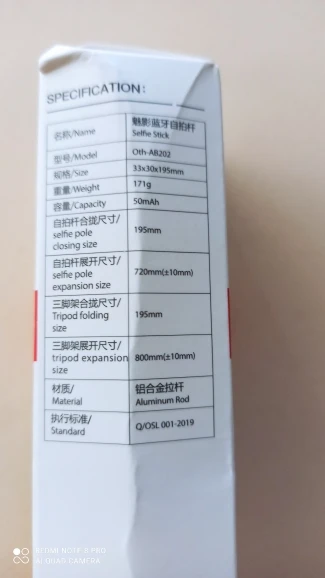 SPECIFICATION:
名称/Name
魅影蓝牙自拍杆
Selfie Stick
型号/Model
Oth-AB202
规格/Size
33x30x195mm
重量/Weight
171g
容量/Capacity
50mAh
自拍杆合拢尺寸/
selfie pole
closing size
195mm
自拍杆展开尺寸/
selfie pole
expansion size
720mm(±10mm)
三脚架合拢尺寸/
Tripod folding
size
195mm
三脚架展开尺寸/
tripod expansion
size
800mm(±10mm)
材质/
Material
铝合金拉杆
Aluminum Rod
执行标准/
Standard
Q/OSL 001-2019
REDMI NOTE 8 PRO
AI QUAD CAMERA